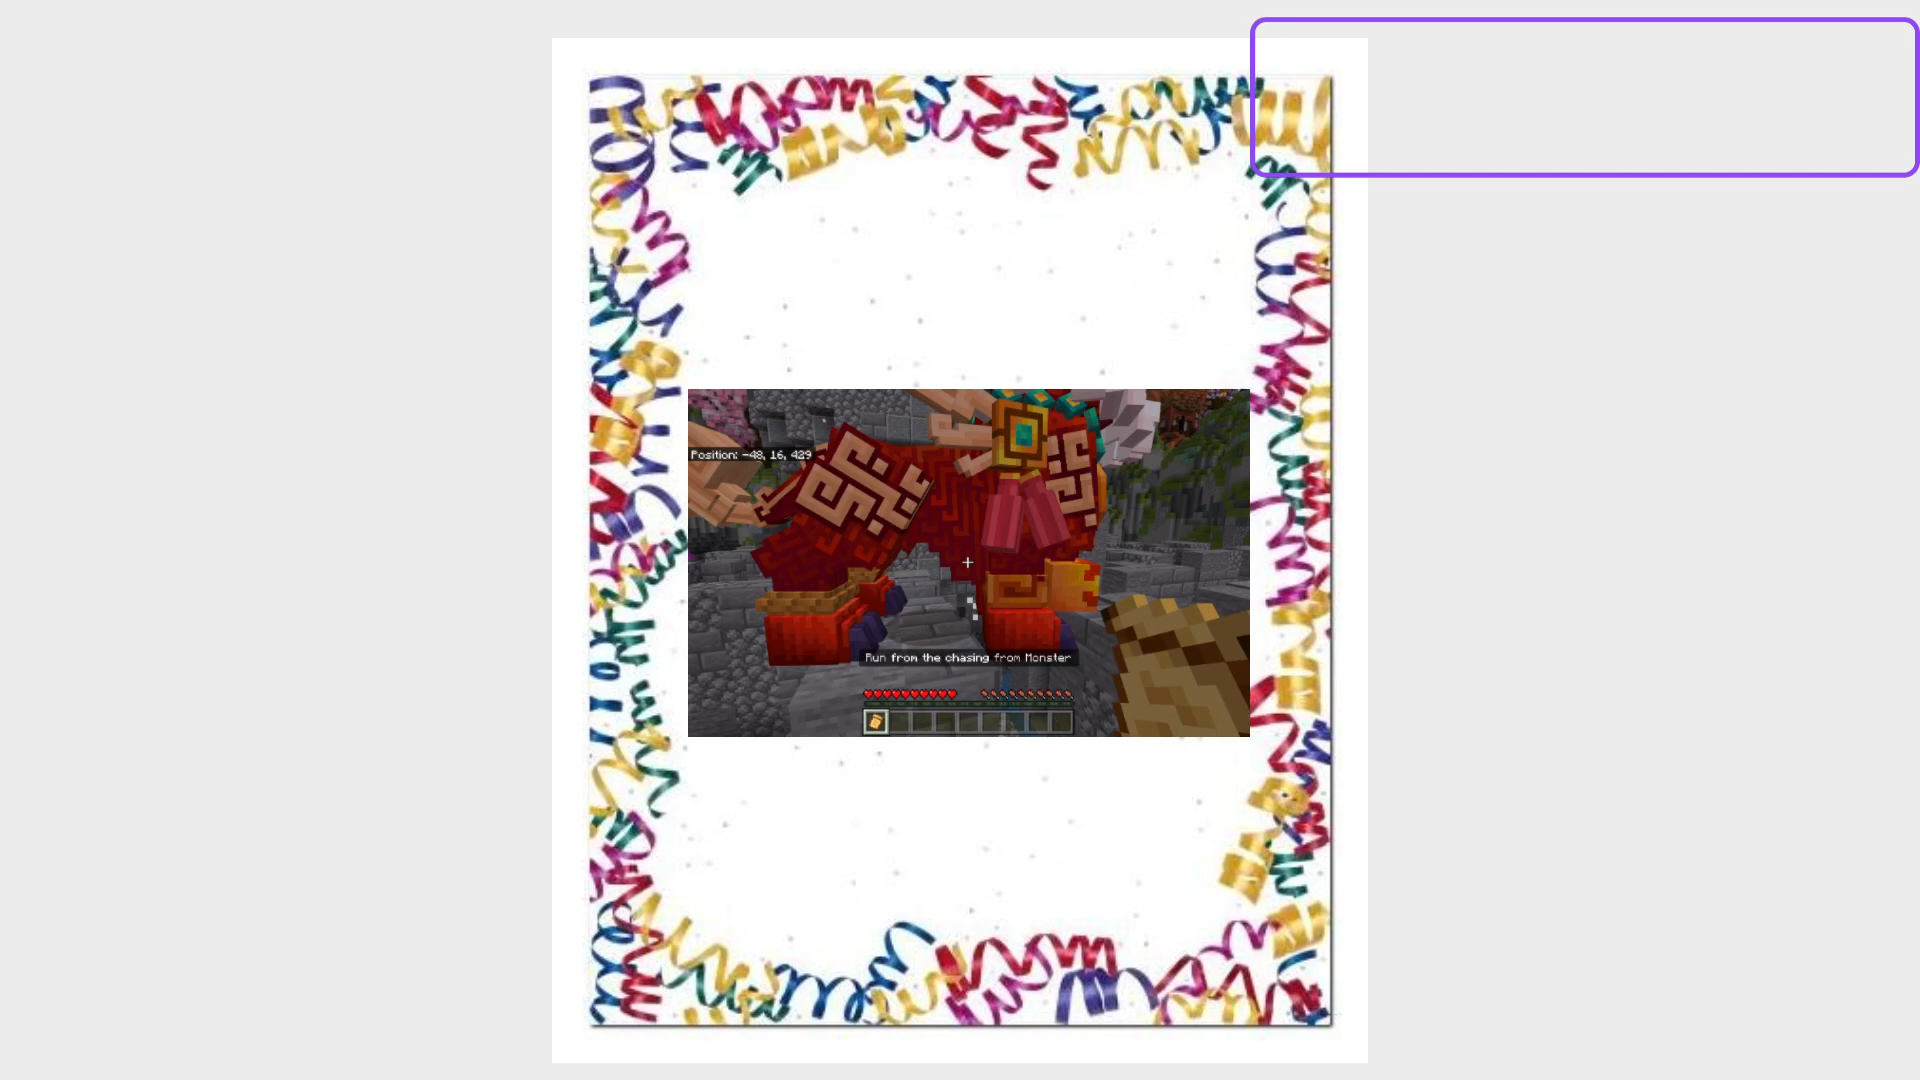 Position: -48, 16, 429
Run from the chasing from Monster